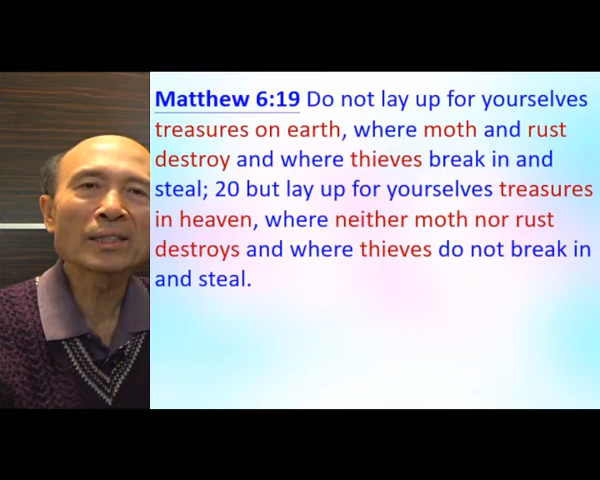 Matthew 6:19 Do not lay up for yourselves
treasures on earth, where moth and rust
destroy and where thieves break in and
steal; 20 but lay up for yourselves treasures
in heaven, where neither moth nor rust
destroys and where thieves do not break in
and steal.